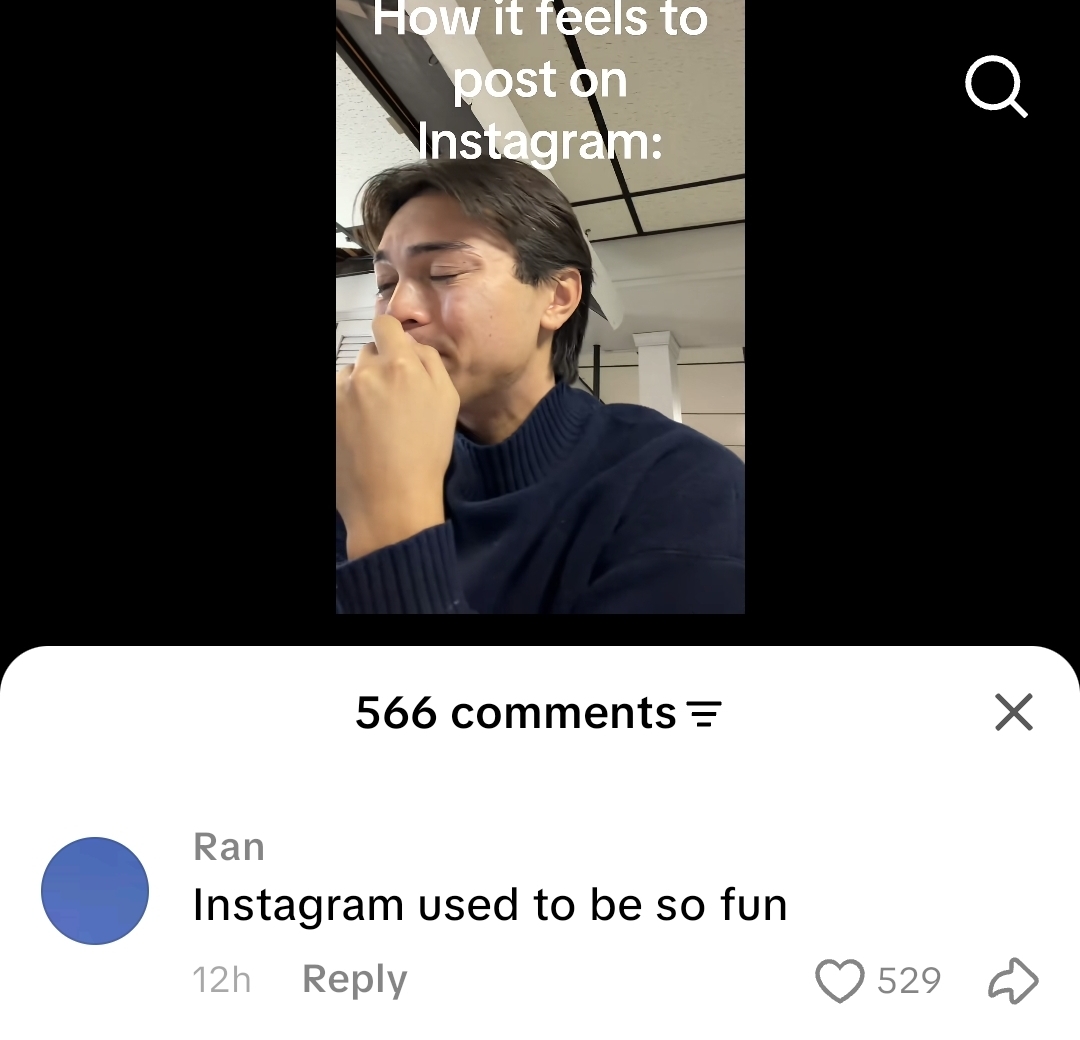 How it feels to
post on
Instagram:
566 comments
Ran
Instagram used to be so fun
12h Reply 529